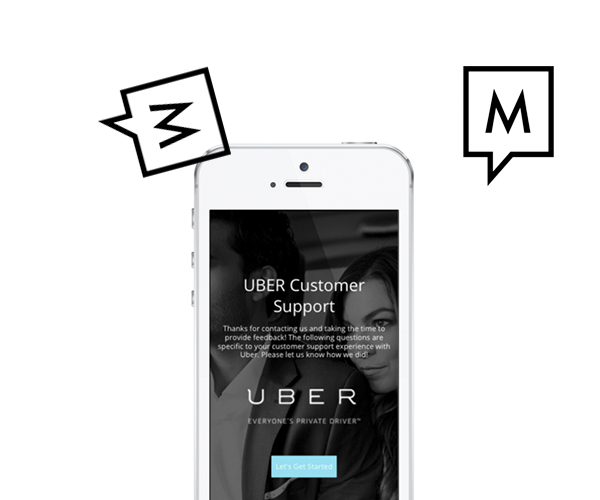 M
M
UBER Customer
Support
Thanks for contacting us and taking the time to
provide feedback! The following questions are
specific to your customer support experience with
Uber. Please let us know how we did!
UBER
EVERYONE'S PRIVATE DRIVER™
Let's Get Started